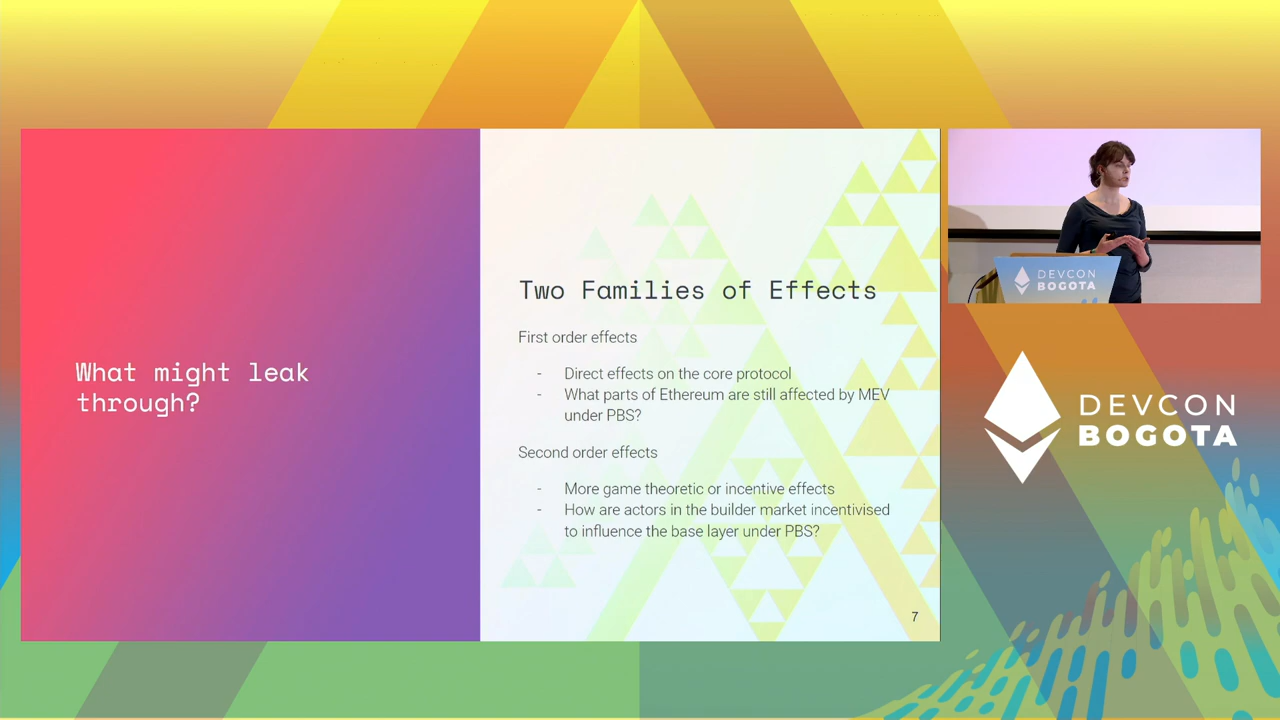 What might leak
through?
Two Families of Effects
First order effects
- Direct effects on the core protocol
- What parts of Ethereum are still affected by MEV
under PBS?
Second order effects
- More game theoretic or incentive effects
- How are actors in the builder market incentivised
to influence the base layer under PBS?
7
DEVCON
BOGOTA
DEVCON
BOGOTA